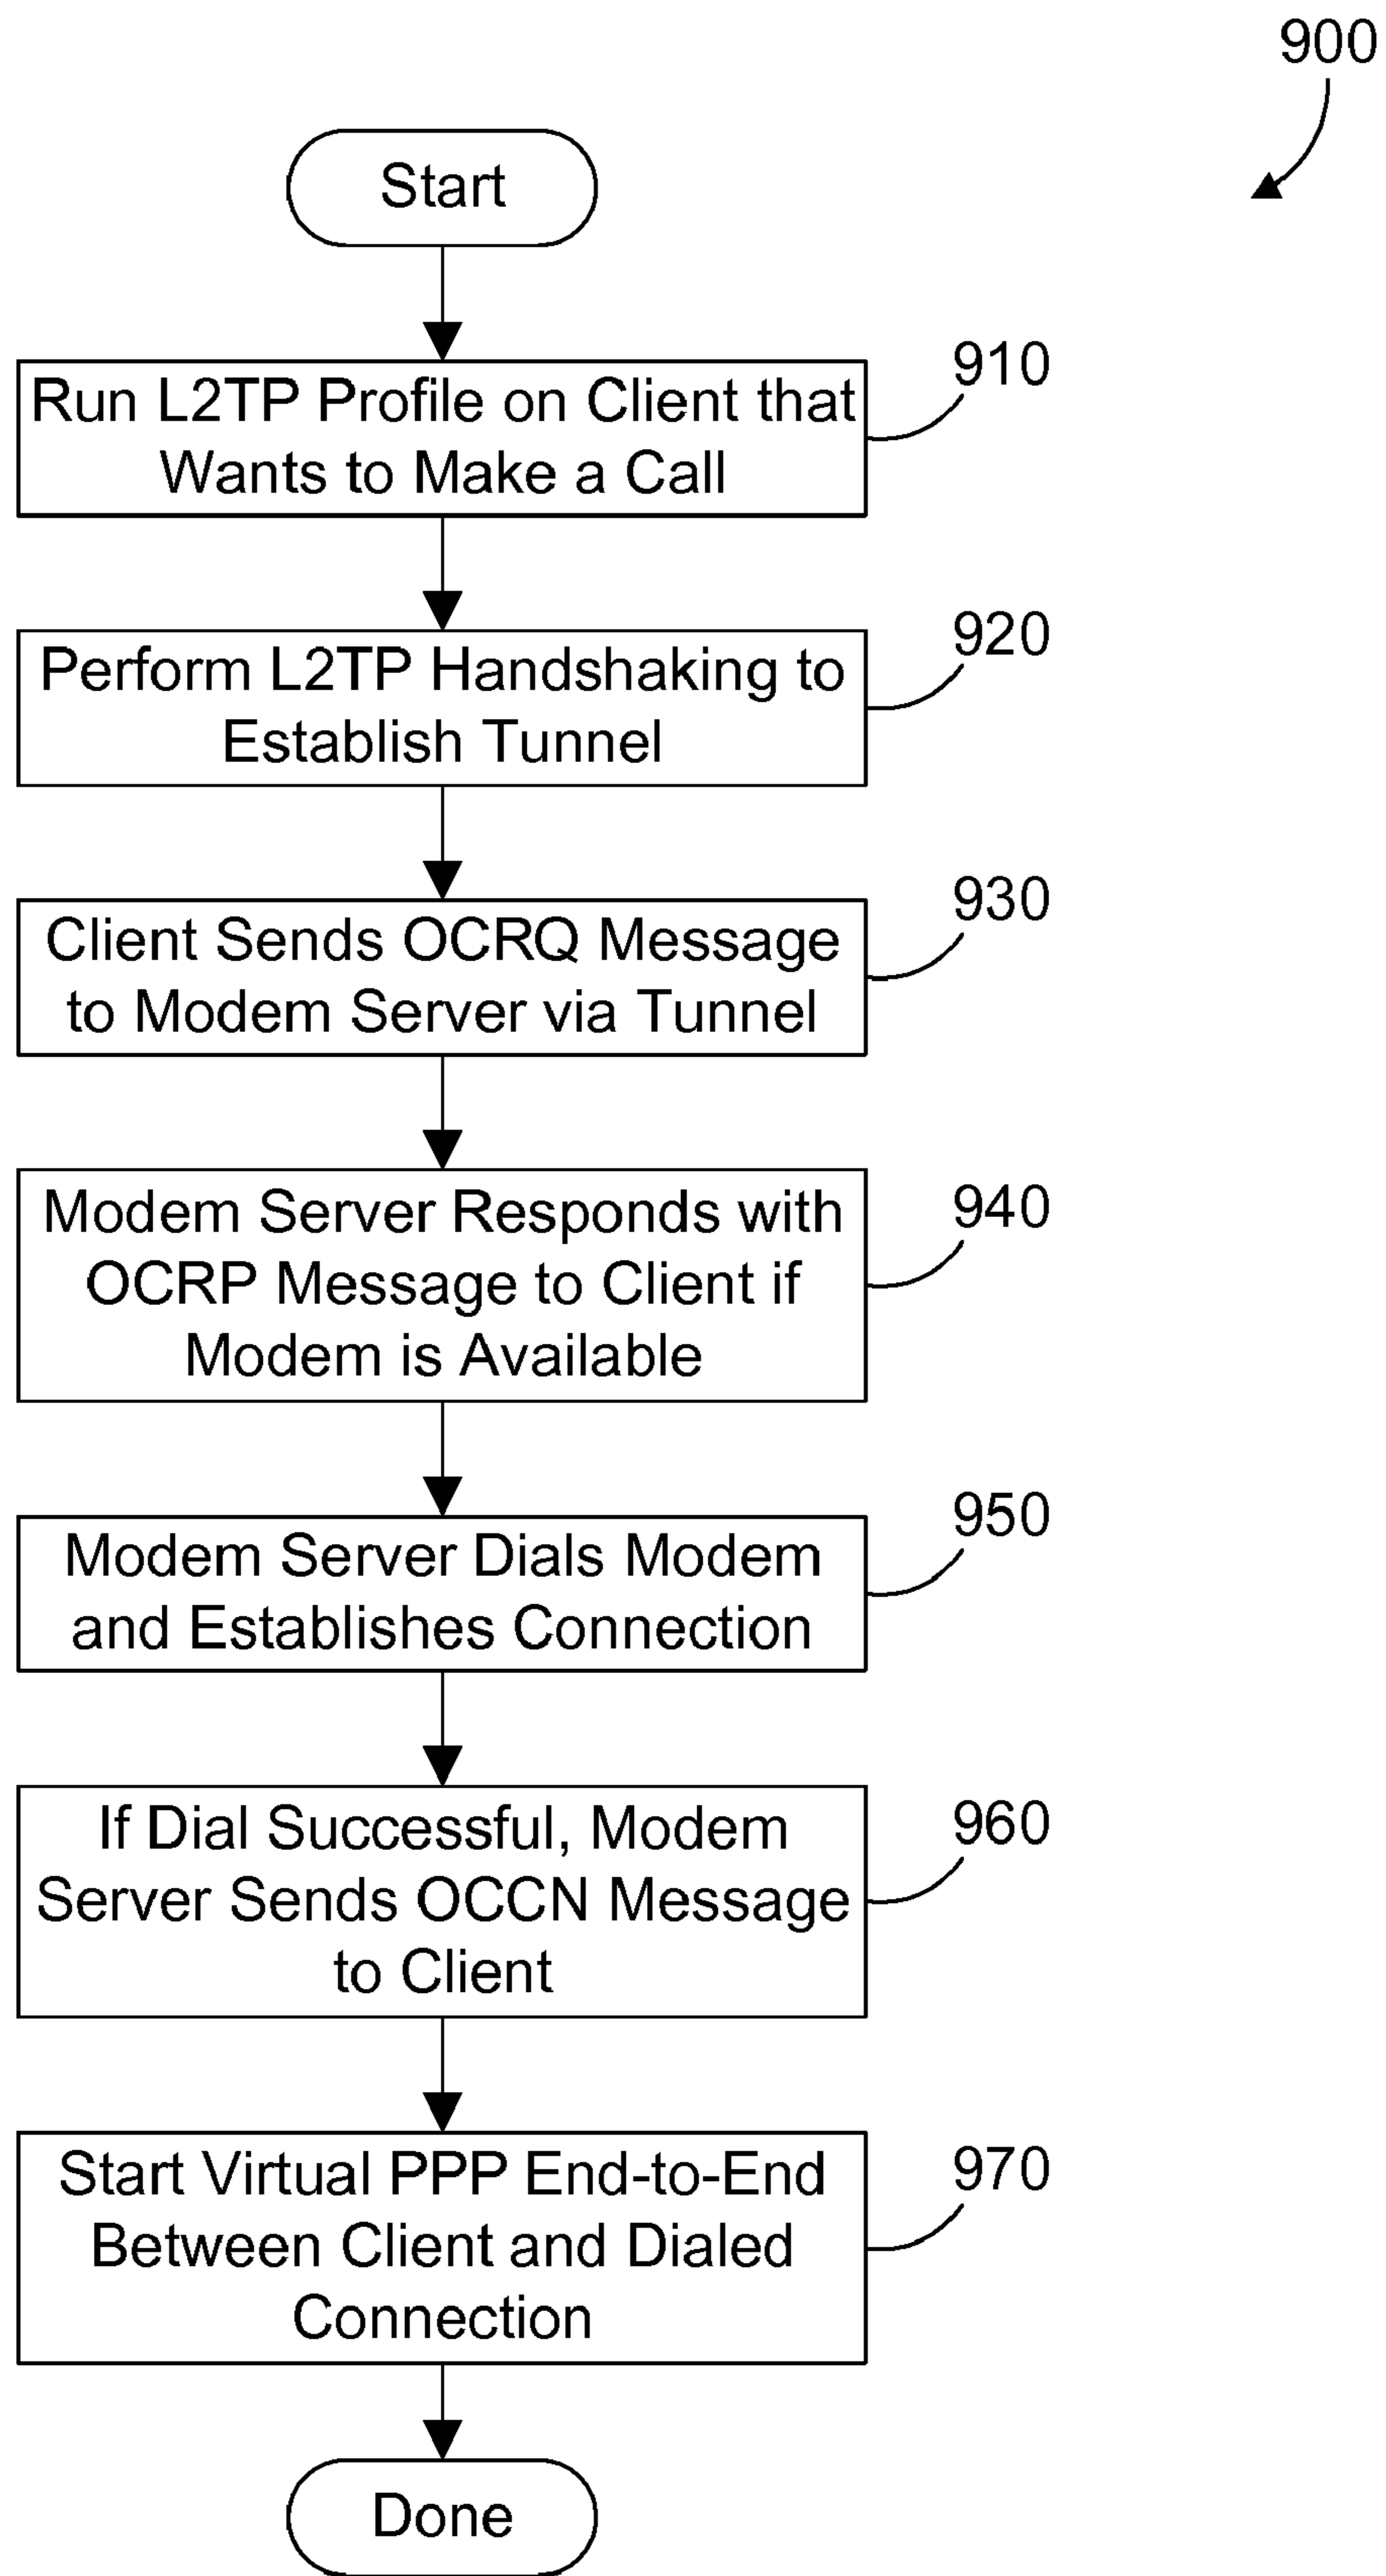 900
Start
Run L2TP Profile on Client that
Wants to Make a Call
910
Perform L2TP Handshaking to
Establish Tunnel
920
Client Sends OCRQ Message
to Modem Server via Tunnel
930
Modem Server Responds with
OCRP Message to Client if
Modem is Available
940
Modem Server Dials Modem
and Establishes Connection
950
If Dial Successful, Modem
Server Sends OCCN Message
to Client
960
Start Virtual PPP End-to-End
Between Client and Dialed
Connection
970
Done